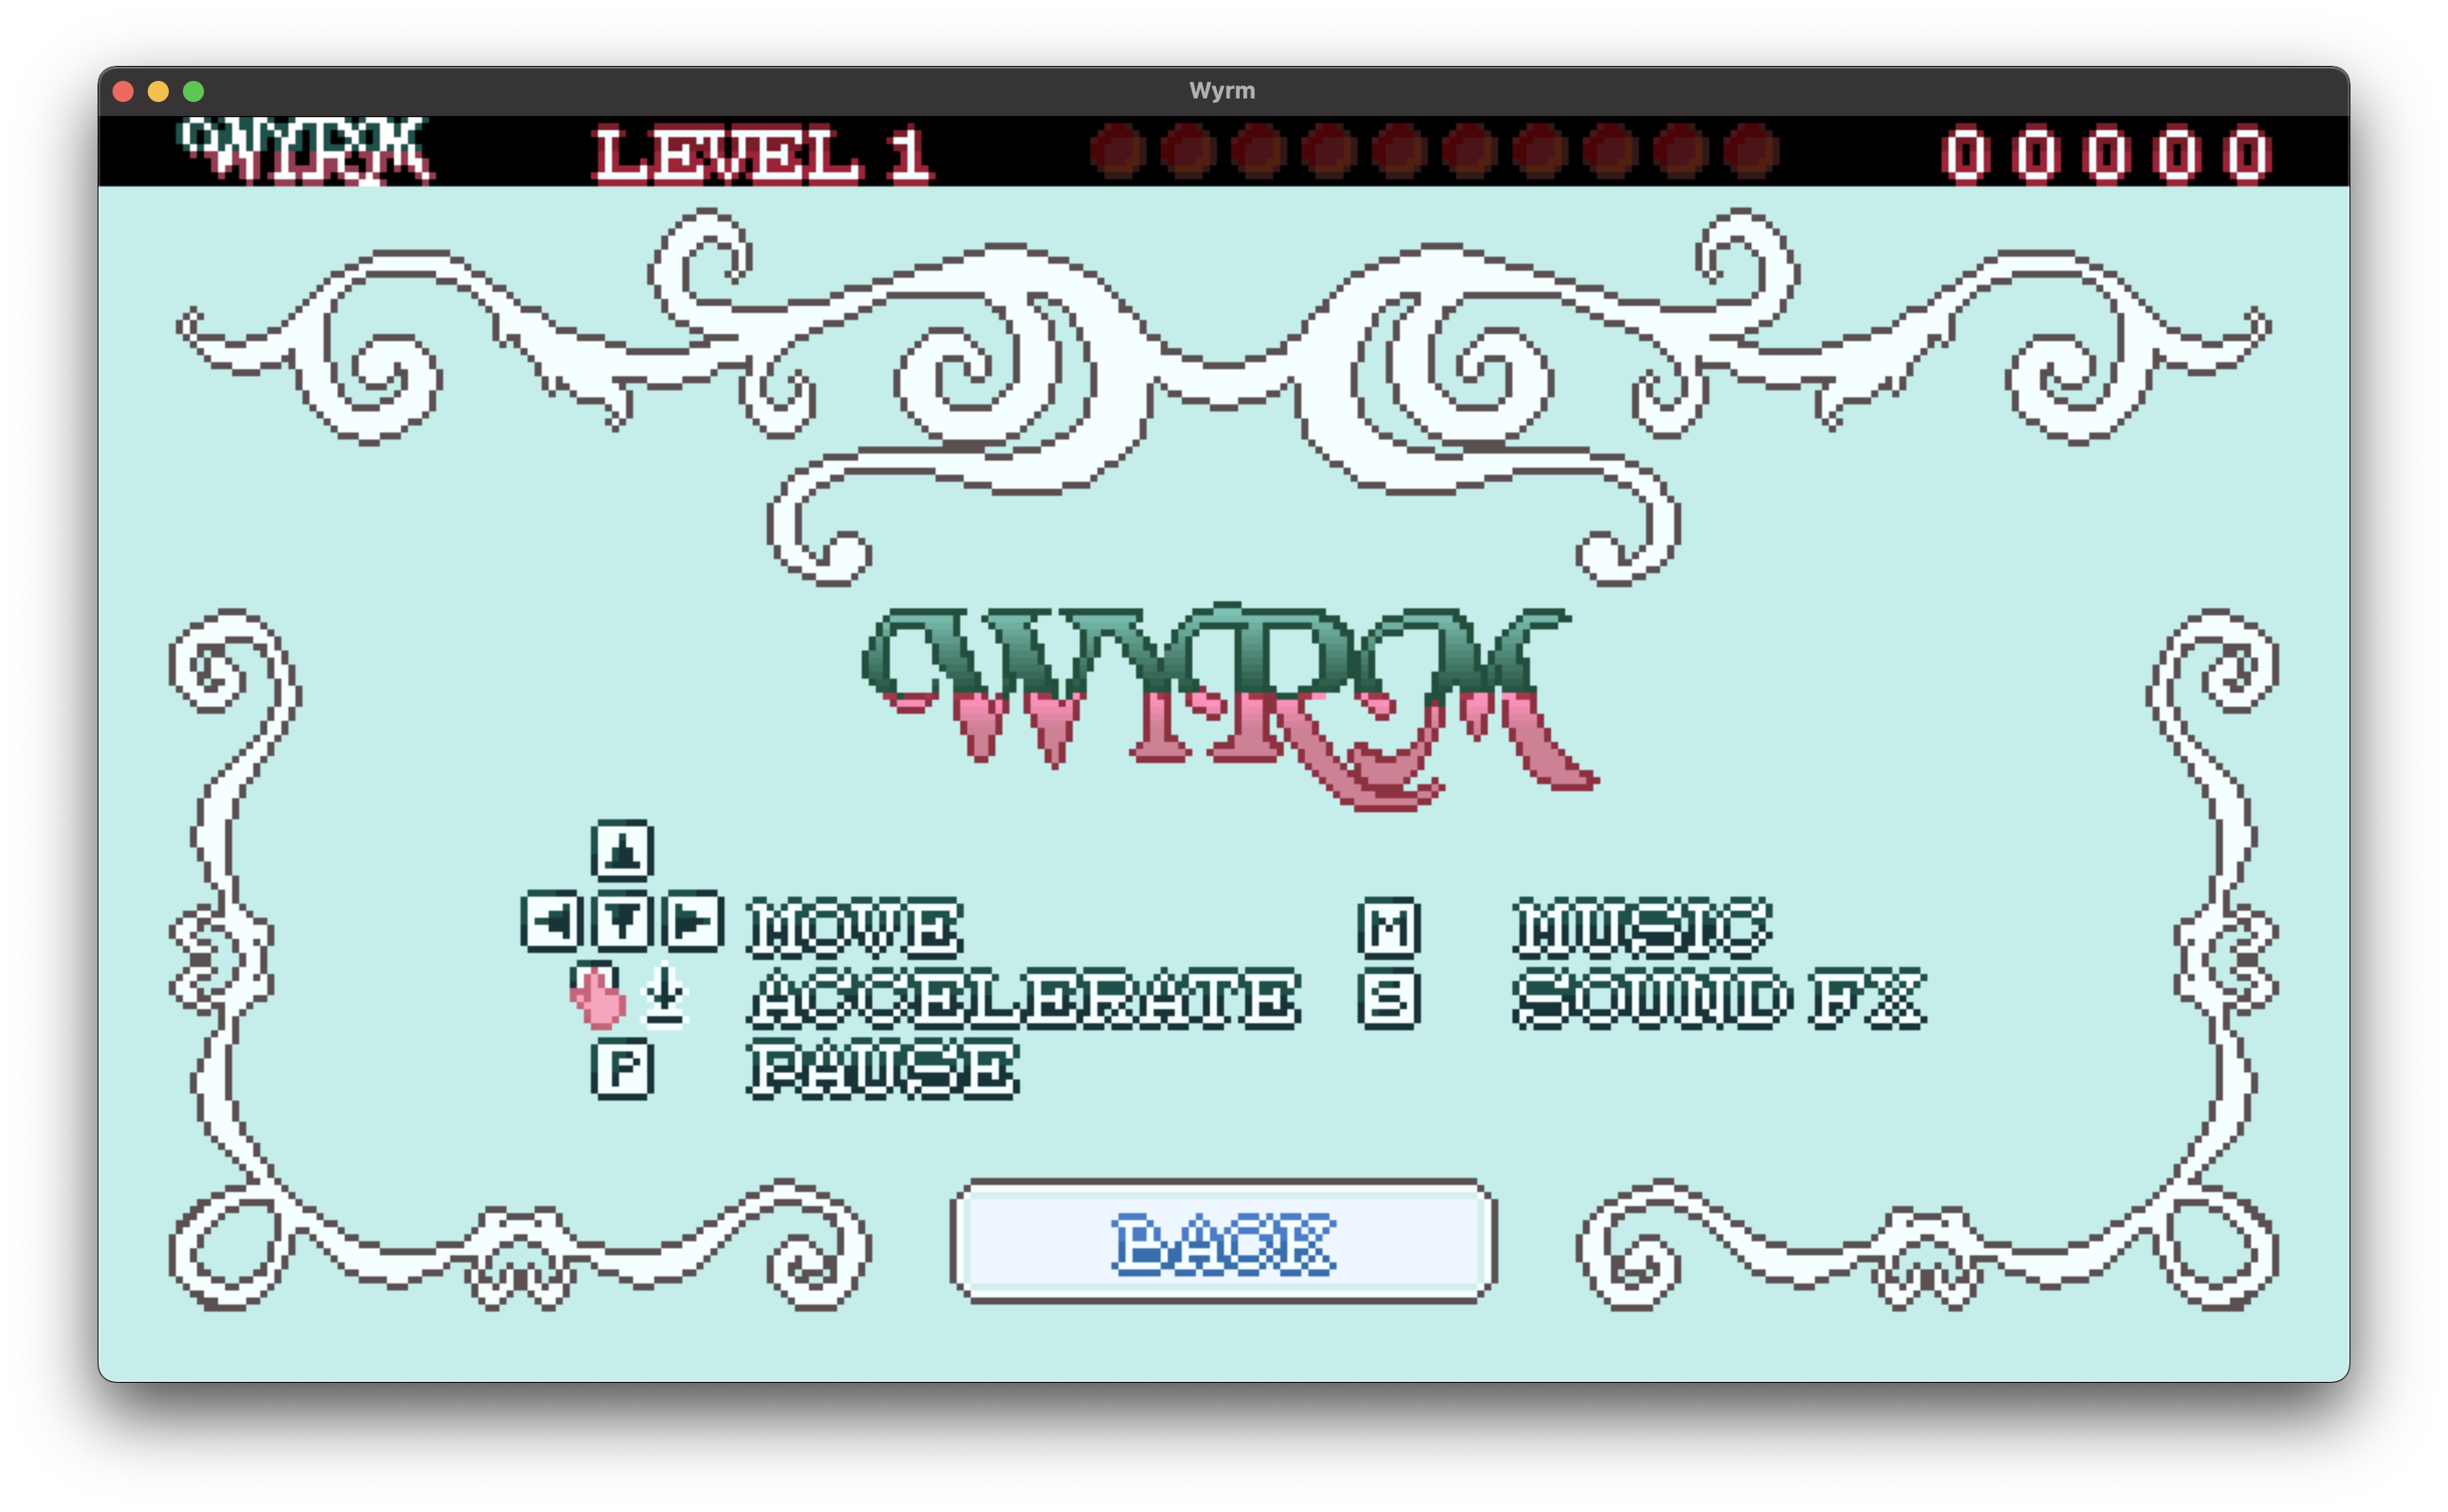 Wyrm
WYRM LEVEL 1 00000
WYRM
MOVE M MUSIC
ACCELERATE S SOUND FX
P PAUSE
BACK